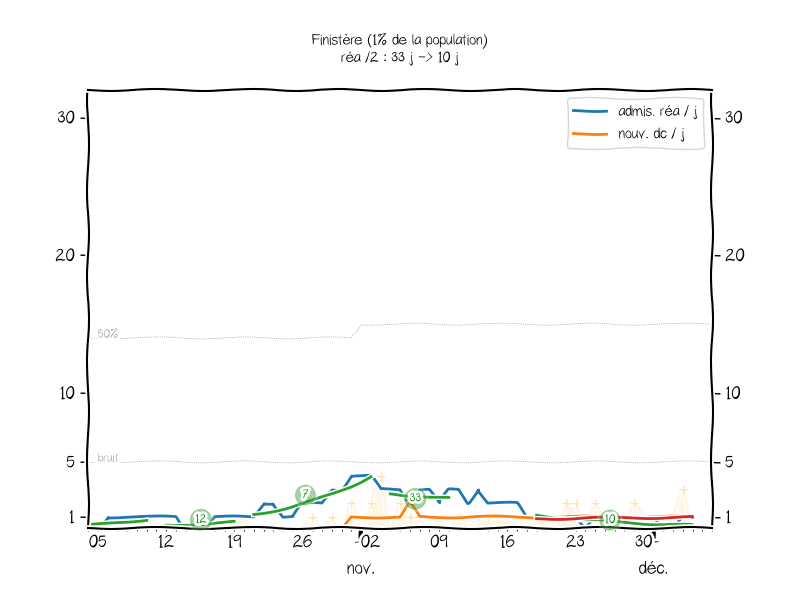 Finistère (1% de la population)
réa /2 : 33 j -> 10 j
admis. réa / j
nouv. dc / j
30
30
20
20
50%
10
10
bruit
5
5
7
33
12
10
1
1
05 12 19 26 02 09 16 23 30
nov. déc.